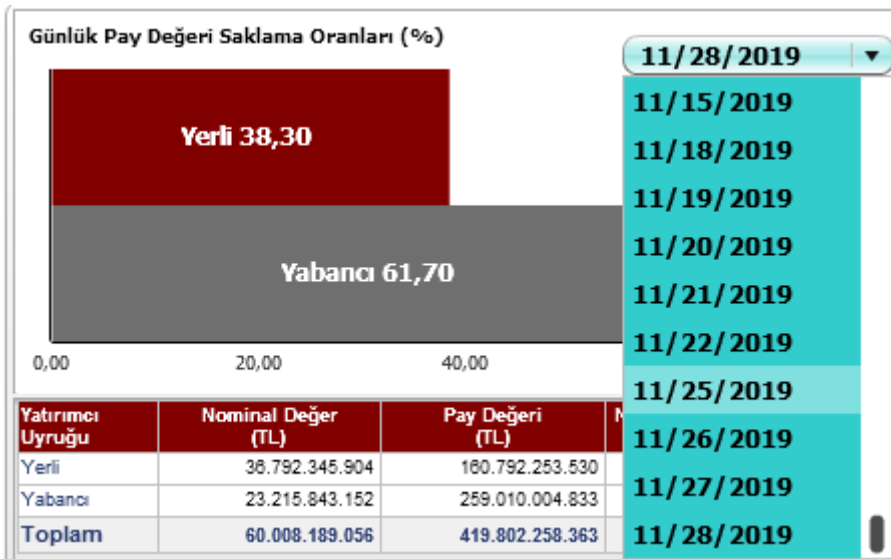 Günlük Pay Değeri Saklama Oranları (%)
11/28/2019
11/15/2019
11/18/2019
11/19/2019
11/20/2019
11/21/2019
11/22/2019
11/25/2019
11/26/2019
11/27/2019
11/28/2019
Yerli 38,30
Yabancı 61,70
0,00 20,00 40,00
Yatırımcı Uyruğu Nominal Değer (TL) Pay Değeri (TL) N
Yerli 36.792.345.904 160.792.253.530
Yabancı 23.215.843.152 259.010.004.833
Toplam 60.008.189.056 419.802.258.363